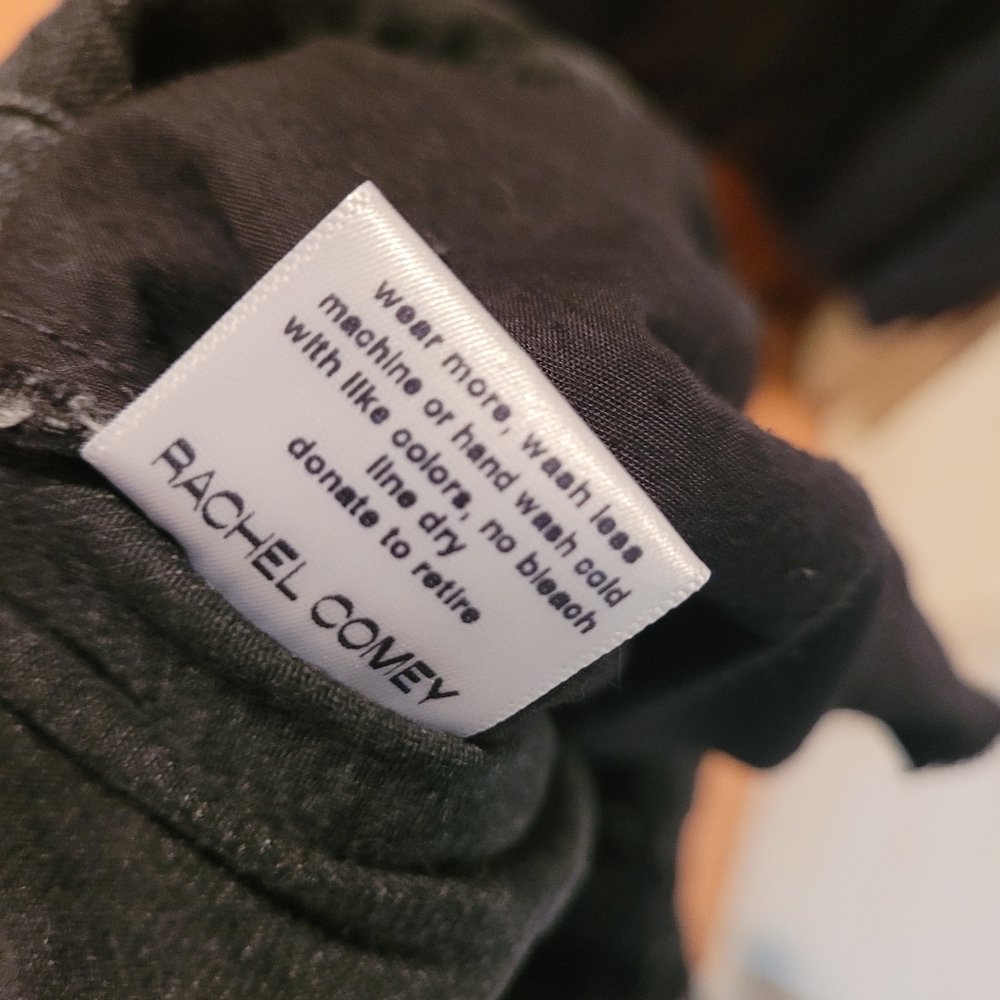 wear more, wash less
machine or hand wash cold
with like colors, no bleach
line dry
donate to retire
RACHEL COMEY